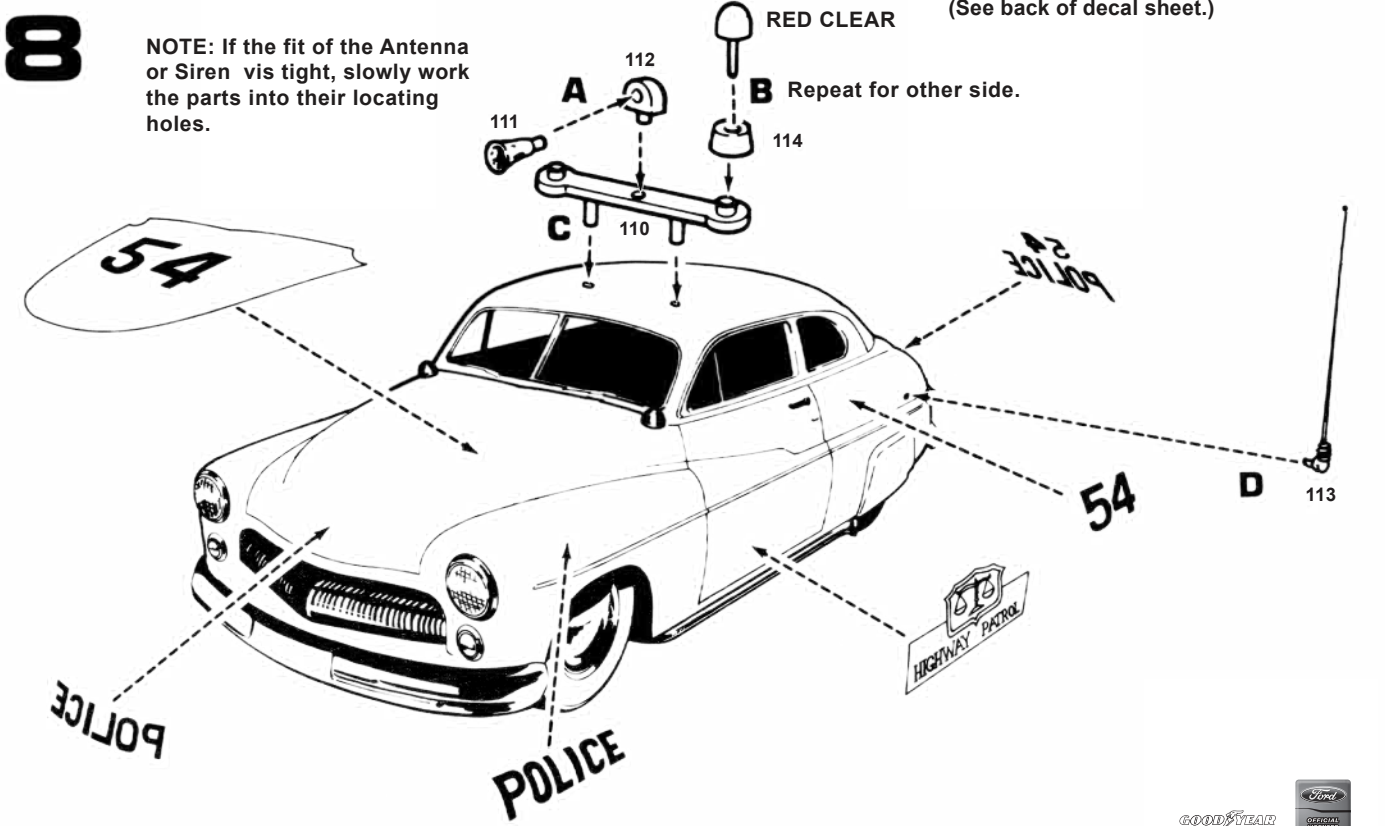 8
NOTE: If the fit of the Antenna
or Siren vis tight, slowly work
the parts into their locating
holes.
RED CLEAR
(See back of decal sheet.)
112
A
B
Repeat for other side.
111
114
C
110
54
54
POLICE
54
D
113
HIGHWAY PATROL
POLICE
POLICE
GOODYEAR
Ford
OFFICIAL